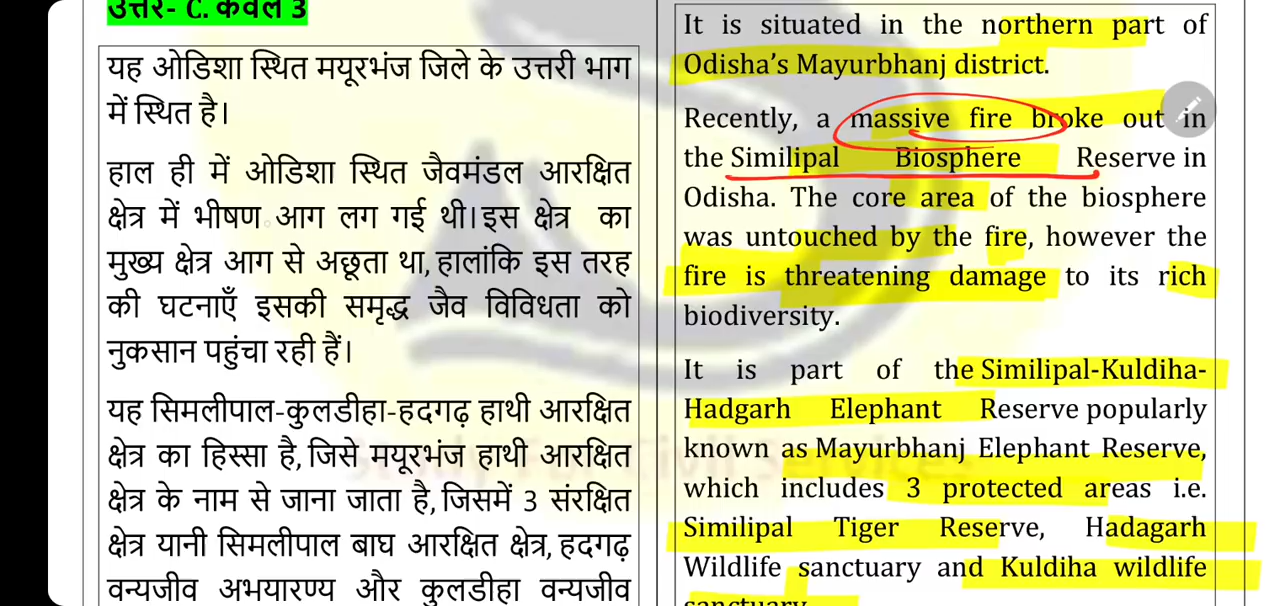 उत्तर- C. केवल 3
यह ओडिशा स्थित मयूरभंज जिले के उत्तरी भाग
में स्थित है।
हाल ही में ओडिशा स्थित जैवमंडल आरक्षित
क्षेत्र में भीषण आग लग गई थी। इस क्षेत्र का
मुख्य क्षेत्र आग से अछूता था, हालांकि इस तरह
की घटनाएँ इसकी समृद्ध जैव विविधता को
नुकसान पहुंचा रही हैं।
यह सिमलीपाल-कुलडीहा-हदगढ़ हाथी आरक्षित
क्षेत्र का हिस्सा है, जिसे मयूरभंज हाथी आरक्षित
क्षेत्र के नाम से जाना जाता है, जिसमें 3 संरक्षित
क्षेत्र यानी सिमलीपाल बाघ आरक्षित क्षेत्र, हदगढ़
वन्यजीव अभयारण्य और कुलडीहा वन्यजीव
It is situated in the northern part of
Odisha’s Mayurbhanj district.
Recently, a massive fire broke out in
the Similipal Biosphere Reserve in
Odisha. The core area of the biosphere
was untouched by the fire, however the
fire is threatening damage to its rich
biodiversity.
It is part of the Similipal-Kuldiha-
Hadgarh Elephant Reserve popularly
known as Mayurbhanj Elephant Reserve,
which includes 3 protected areas i.e.
Similipal Tiger Reserve, Hadagarh
Wildlife sanctuary and Kuldiha wildlife
sanctuary.